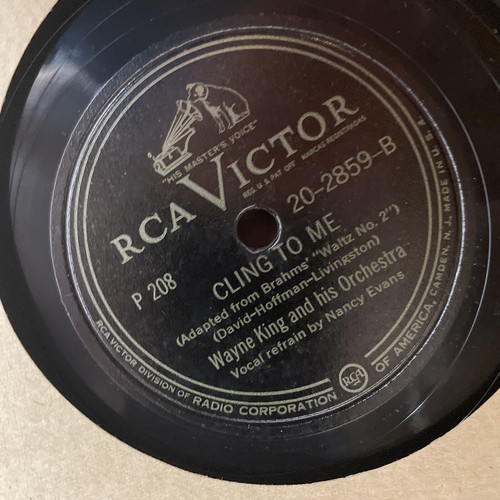 "HIS MASTER'S VOICE"
REG. U.S. PAT. OFF. MARCAS REGISTRADAS
RCA VICTOR
20-2859-B
P 208
CLING TO ME
(Adapted from Brahms' "Waltz No. 2")
(David-Hoffman-Livingston)
Wayne King and his Orchestra
Vocal refrain by Nancy Evans
RCA VICTOR DIVISION OF RADIO CORPORATION RCA OF AMERICA, CAMDEN, N.J., MADE IN U.S.A.